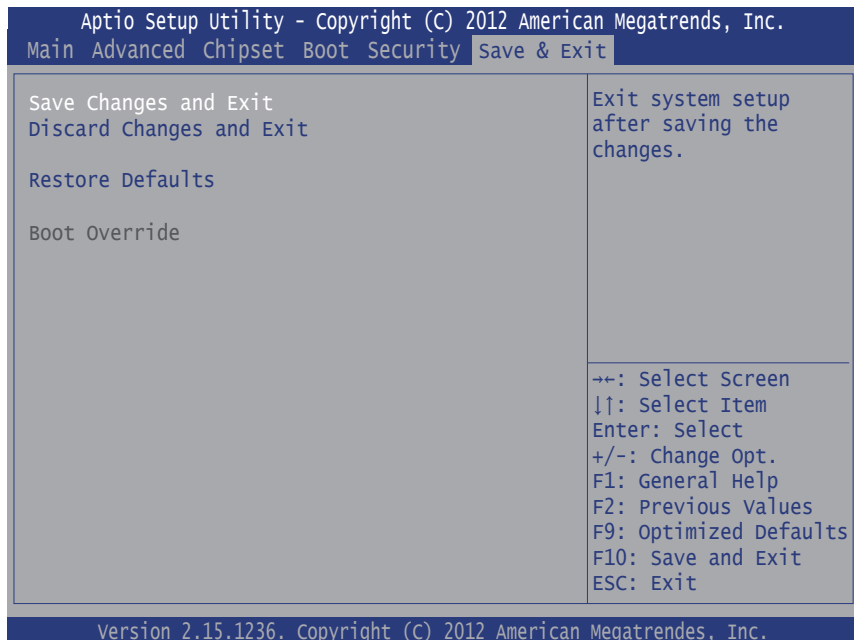 Aptio Setup Utility - Copyright (C) 2012 American Megatrends, Inc.
Main Advanced Chipset Boot Security Save & Exit
Save Changes and Exit
Discard Changes and Exit
Restore Defaults
Boot Override
Exit system setup
after saving the
changes.
→←: Select Screen
↓↑: Select Item
Enter: Select
+/-: Change Opt.
F1: General Help
F2: Previous Values
F9: Optimized Defaults
F10: Save and Exit
ESC: Exit
Version 2.15.1236. Copyright (C) 2012 American Megatrendes, Inc.